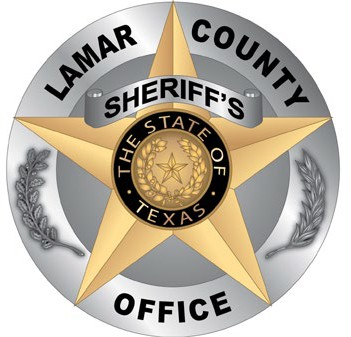 LAMAR COUNTY
SHERIFF'S
THE STATE OF
TEXAS
OFFICE